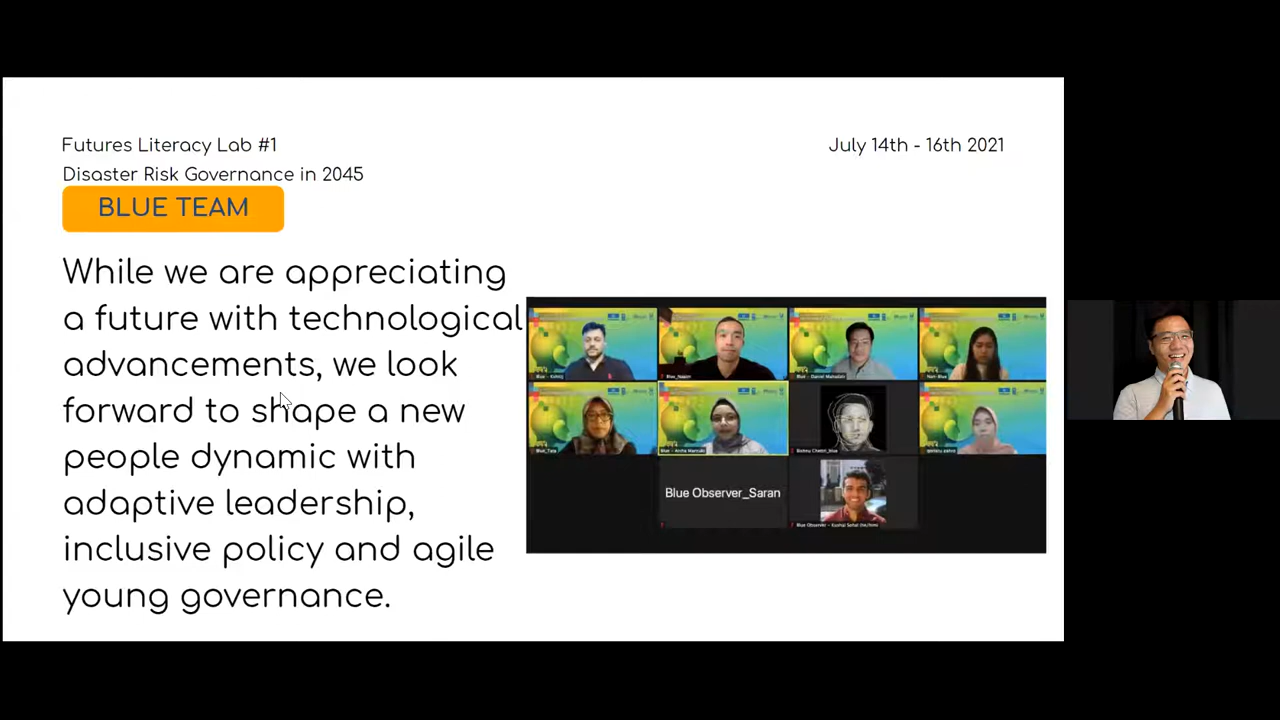 Futures Literacy Lab #1
July 14th - 16th 2021
Disaster Risk Governance in 2045
BLUE TEAM
While we are appreciating
a future with technological
advancements, we look
forward to shape a new
people dynamic with
adaptive leadership,
inclusive policy and agile
young governance.
Blue Observer_Saran